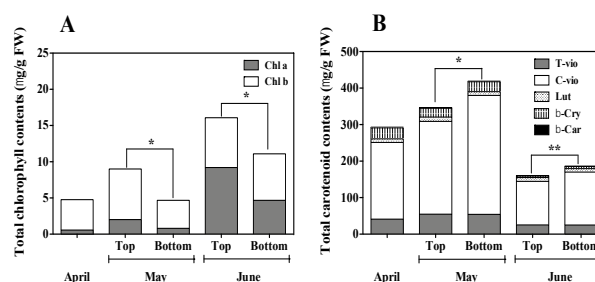 A
Total chlorophyll contents (mg/g FW)
25
20
15
10
5
0
Chl a
Chl b
*
*
Top
Bottom
Top
Bottom
April
May
June
B
Total carotenoid contents (mg/g FW)
500
400
300
200
100
0
T-vio
C-vio
Lut
b-Cry
b-Car
*
**
Top
Bottom
Top
Bottom
April
May
June